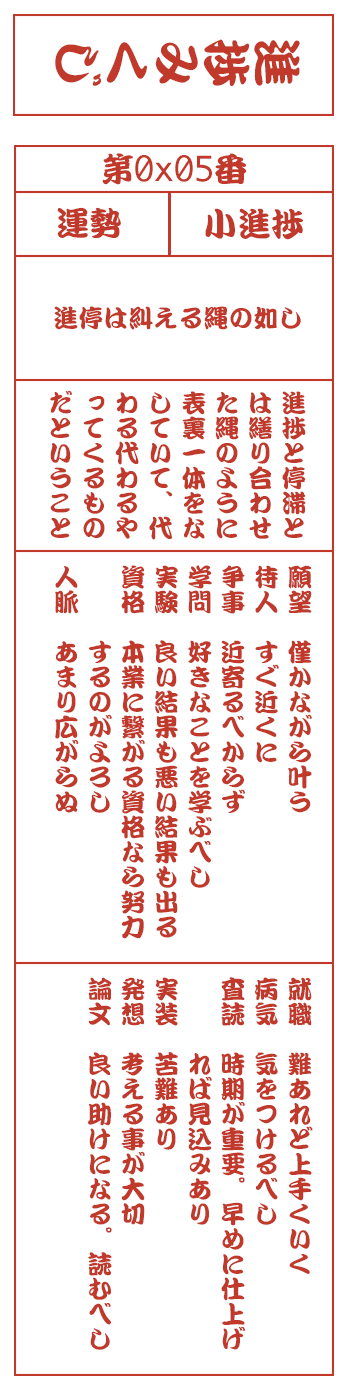 進捗みくじ
第0x05番
小進捗
運勢
進停は糾える縄の如し
進捗と停滞と
は繕り合わせ
た縄のように
表裏一体をな
していて、代
わる代わるや
ってくるもの
だということ
願望 僅かながら叶う
待人 すぐ近くに
争事 近寄るべからず
学問 好きなことを学ぶべし
実験 良い結果も悪い結果も出る
資格 本業に繋がる資格なら努力
するのがよろし
人脈 あまり広がらぬ
就職 難あれど上手くいく
病気 気をつけるべし
査読 時期が重要。早めに仕上げ
れば見込みあり
実装 苦難あり
発想 考える事が大切
論文 良い助けになる。読むべし